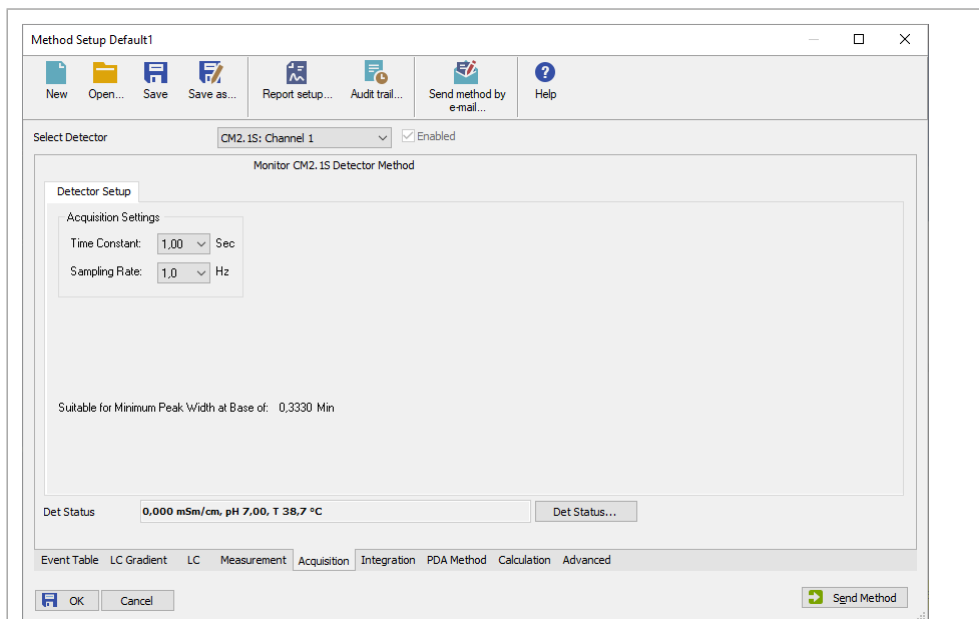 Method Setup Default1
New Open... Save Save as... Report setup... Audit trail... Send method by e-mail... Help
Select Detector CM2.1S: Channel 1 Enabled
Monitor CM2.1S Detector Method
Detector Setup
Acquisition Settings
Time Constant: 1,00 Sec
Sampling Rate: 1,0 Hz
Suitable for Minimum Peak Width at Base of: 0,3330 Min
Det Status 0,000 mSm/cm, pH 7,00, T 38,7 °C Det Status...
Event Table LC Gradient LC Measurement Acquisition Integration PDA Method Calculation Advanced
OK Cancel Send Method